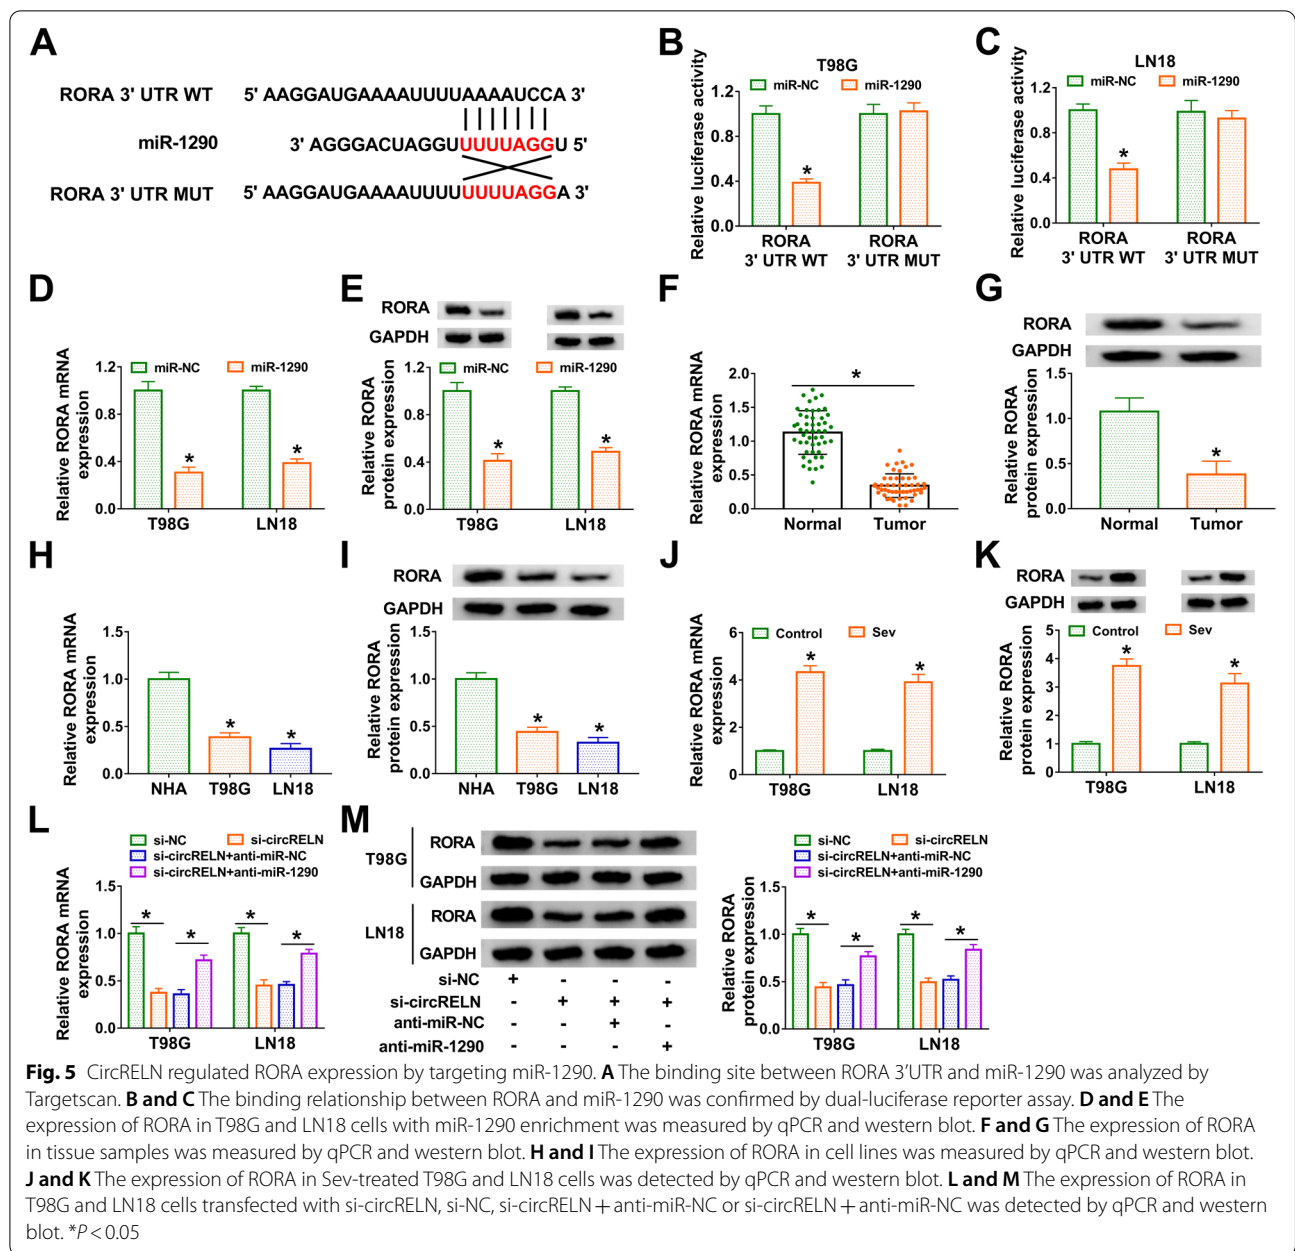 A
RORA 3' UTR WT 5' AAGGAUGAAAAUUUUAAAAUCCA 3'
miR-1290 3' AGGGACUAGGUUUUUAGGU 5'
RORA 3' UTR MUT 5' AAGGAUGAAAAUUUUUUUUAGGA 3'
B
T98G
miR-NC miR-1290
Relative luciferase activity
1.2
0.8
0.4
0.0
*
RORA 3' UTR WT
RORA 3' UTR MUT
C
LN18
miR-NC miR-1290
Relative luciferase activity
1.2
0.8
0.4
0.0
*
RORA 3' UTR WT
RORA 3' UTR MUT
D
miR-NC miR-1290
Relative RORA mRNA
expression
1.2
0.8
0.4
0.0
* *
T98G LN18
E
RORA
GAPDH
miR-NC miR-1290
Relative RORA
protein expression
1.2
0.8
0.4
0.0
* *
T98G LN18
F
Relative RORA mRNA
expression
2.0
1.5
1.0
0.5
0.0
*
Normal Tumor
G
RORA
GAPDH
Relative RORA
protein expression
1.5
1.0
0.5
0.0
*
Normal Tumor
H
Relative RORA mRNA
expression
1.5
1.0
0.5
0.0
* *
NHA T98G LN18
I
RORA
GAPDH
Relative RORA
protein expression
1.5
1.0
0.5
0.0
* *
NHA T98G LN18
J
Control Sev
Relative RORA mRNA
expression
6
4
2
0
* *
T98G LN18
K
RORA
GAPDH
Control Sev
Relative RORA
protein expression
5
4
3
2
1
0
* *
T98G LN18
L
si-NC si-circRELN
si-circRELN+anti-miR-NC
si-circRELN+anti-miR-1290
Relative RORA mRNA
expression
1.5
1.0
0.5
0.0
* * * *
T98G LN18
M
T98G
RORA
GAPDH
LN18
RORA
GAPDH
si-NC + - - -
si-circRELN - + + +
anti-miR-NC - - + -
anti-miR-1290 - - - +
si-NC si-circRELN
si-circRELN+anti-miR-NC
si-circRELN+anti-miR-1290
Relative RORA
protein expression
1.5
1.0
0.5
0.0
* * * *
T98G LN18
Fig. 5 CircRELN regulated RORA expression by targeting miR-1290. A The binding site between RORA 3'UTR and miR-1290 was analyzed by
Targetscan. B and C The binding relationship between RORA and miR-1290 was confirmed by dual-luciferase reporter assay. D and E The
expression of RORA in T98G and LN18 cells with miR-1290 enrichment was measured by qPCR and western blot. F and G The expression of RORA
in tissue samples was measured by qPCR and western blot. H and I The expression of RORA in cell lines was measured by qPCR and western blot.
J and K The expression of RORA in Sev-treated T98G and LN18 cells was detected by qPCR and western blot. L and M The expression of RORA in
T98G and LN18 cells transfected with si-circRELN, si-NC, si-circRELN + anti-miR-NC or si-circRELN + anti-miR-NC was detected by qPCR and western
blot. *P < 0.05